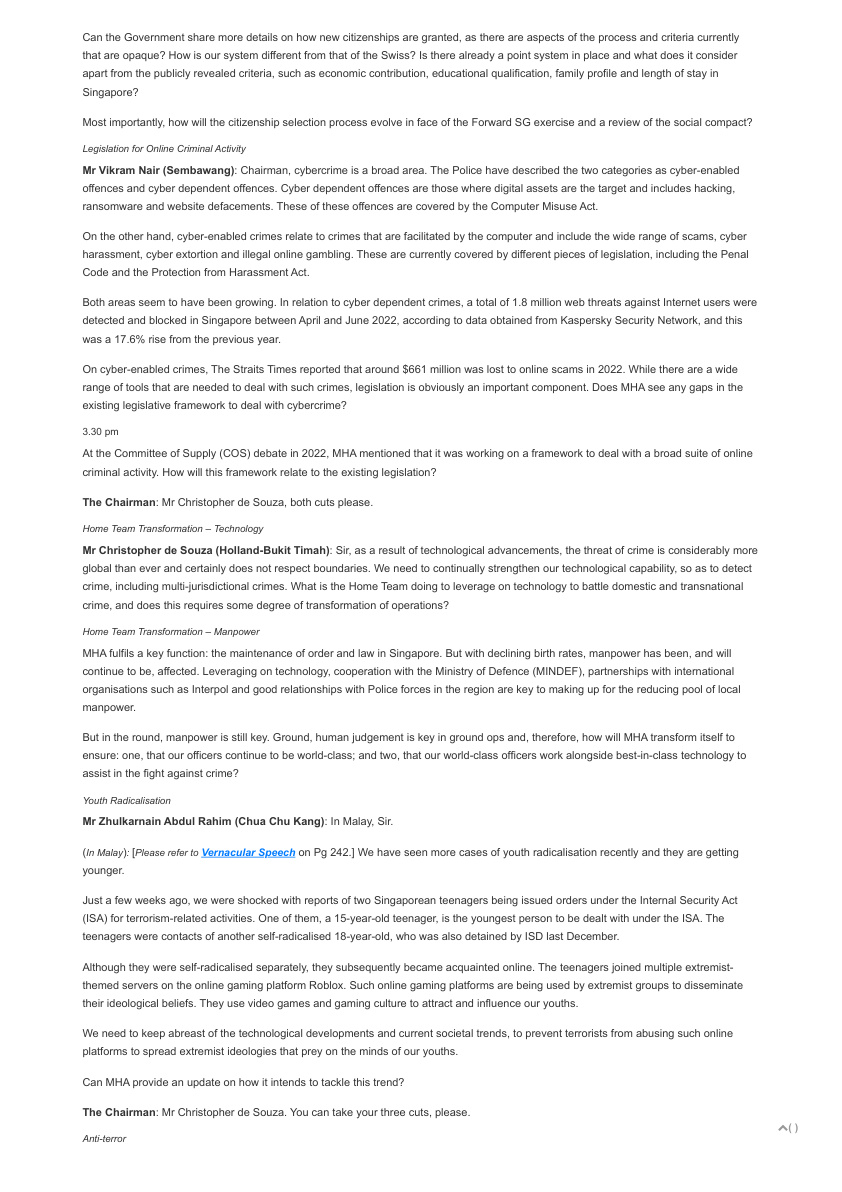 Can the Government share more details on how new citizenships are granted, as there are aspects of the process and criteria currently
that are opaque? How is our system different from that of the Swiss? Is there already a point system in place and what does it consider
apart from the publicly revealed criteria, such as economic contribution, educational qualification, family profile and length of stay in
Singapore?
Most importantly, how will the citizenship selection process evolve in face of the Forward SG exercise and a review of the social compact?
Legislation for Online Criminal Activity
Mr Vikram Nair (Sembawang): Chairman, cybercrime is a broad area. The Police have described the two categories as cyber-enabled
offences and cyber dependent offences. Cyber dependent offences are those where digital assets are the target and includes hacking,
ransomware and website defacements. These of these offences are covered by the Computer Misuse Act.
On the other hand, cyber-enabled crimes relate to crimes that are facilitated by the computer and include the wide range of scams, cyber
harassment, cyber extortion and illegal online gambling. These are currently covered by different pieces of legislation, including the Penal
Code and the Protection from Harassment Act.
Both areas seem to have been growing. In relation to cyber dependent crimes, a total of 1.8 million web threats against Internet users were
detected and blocked in Singapore between April and June 2022, according to data obtained from Kaspersky Security Network, and this
was a 17.6% rise from the previous year.
On cyber-enabled crimes, The Straits Times reported that around $661 million was lost to online scams in 2022. While there are a wide
range of tools that are needed to deal with such crimes, legislation is obviously an important component. Does MHA see any gaps in the
existing legislative framework to deal with cybercrime?
3.30 pm
At the Committee of Supply (COS) debate in 2022, MHA mentioned that it was working on a framework to deal with a broad suite of online
criminal activity. How will this framework relate to the existing legislation?
The Chairman: Mr Christopher de Souza, both cuts please.
Home Team Transformation – Technology
Mr Christopher de Souza (Holland-Bukit Timah): Sir, as a result of technological advancements, the threat of crime is considerably more
global than ever and certainly does not respect boundaries. We need to continually strengthen our technological capability, so as to detect
crime, including multi-jurisdictional crimes. What is the Home Team doing to leverage on technology to battle domestic and transnational
crime, and does this requires some degree of transformation of operations?
Home Team Transformation – Manpower
MHA fulfils a key function: the maintenance of order and law in Singapore. But with declining birth rates, manpower has been, and will
continue to be, affected. Leveraging on technology, cooperation with the Ministry of Defence (MINDEF), partnerships with international
organisations such as Interpol and good relationships with Police forces in the region are key to making up for the reducing pool of local
manpower.
But in the round, manpower is still key. Ground, human judgement is key in ground ops and, therefore, how will MHA transform itself to
ensure: one, that our officers continue to be world-class; and two, that our world-class officers work alongside best-in-class technology to
assist in the fight against crime?
Youth Radicalisation
Mr Zhulkarnain Abdul Rahim (Chua Chu Kang): In Malay, Sir.
(In Malay): [Please refer to Vernacular Speech on Pg 242.] We have seen more cases of youth radicalisation recently and they are getting
younger.
Just a few weeks ago, we were shocked with reports of two Singaporean teenagers being issued orders under the Internal Security Act
(ISA) for terrorism-related activities. One of them, a 15-year-old teenager, is the youngest person to be dealt with under the ISA. The
teenagers were contacts of another self-radicalised 18-year-old, who was also detained by ISD last December.
Although they were self-radicalised separately, they subsequently became acquainted online. The teenagers joined multiple extremist-
themed servers on the online gaming platform Roblox. Such online gaming platforms are being used by extremist groups to disseminate
their ideological beliefs. They use video games and gaming culture to attract and influence our youths.
We need to keep abreast of the technological developments and current societal trends, to prevent terrorists from abusing such online
platforms to spread extremist ideologies that prey on the minds of our youths.
Can MHA provide an update on how it intends to tackle this trend?
The Chairman: Mr Christopher de Souza. You can take your three cuts, please.
( )
Anti-terror